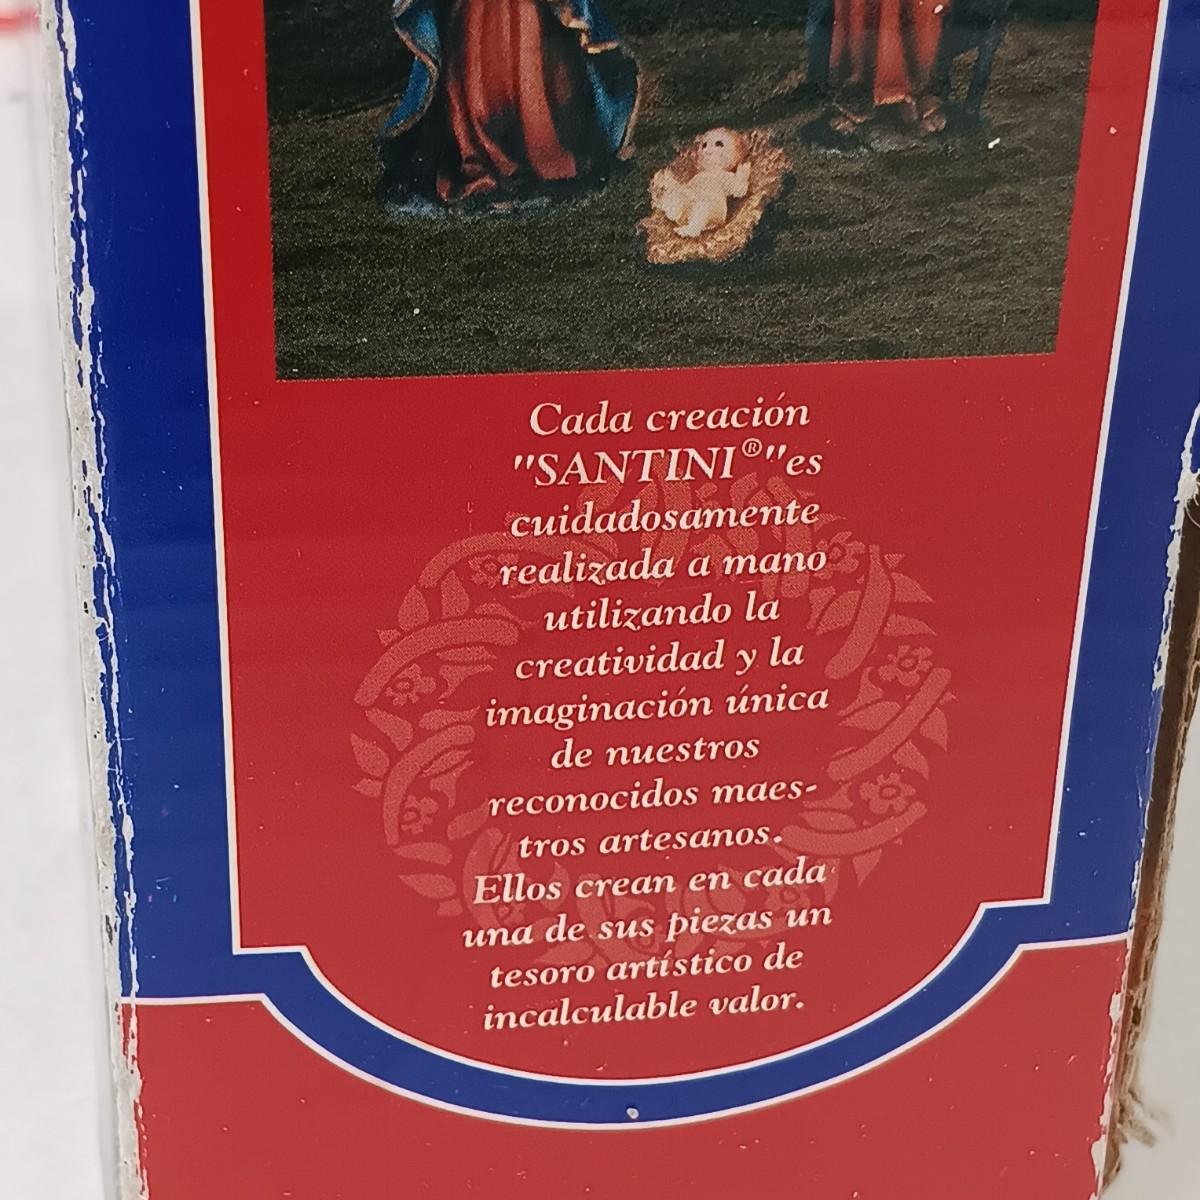 Cada creación
"SANTINI®"es
cuidadosamente
realizada a mano
utilizando la
creatividad y la
imaginación única
de nuestros
reconocidos maes-
tros artesanos.
Ellos crean en cada
una de sus piezas un
tesoro artístico de
incalculable valor.